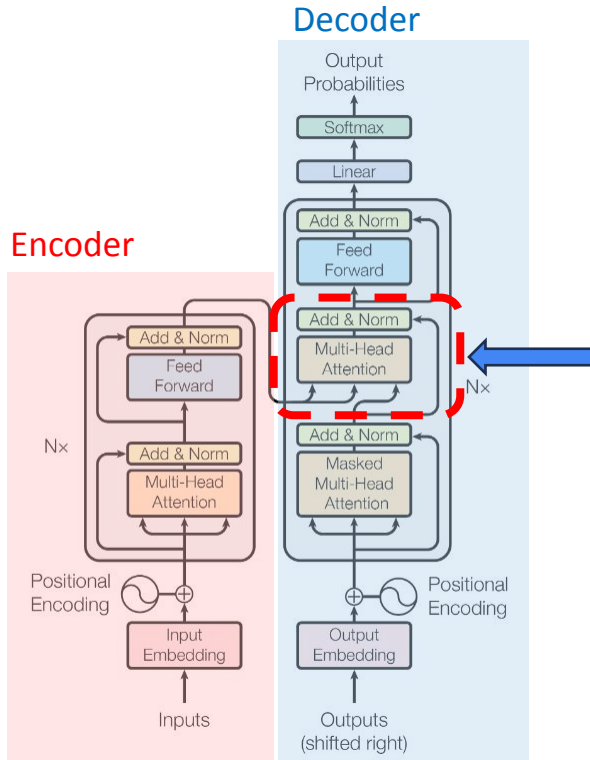 Decoder
Output
Probabilities
Softmax
Linear
Add & Norm
Feed
Forward
Add & Norm
Multi-Head
Attention
Nx
Add & Norm
Masked
Multi-Head
Attention
Positional
Encoding
Output
Embedding
Outputs
(shifted right)
Encoder
Add & Norm
Feed
Forward
Nx
Add & Norm
Multi-Head
Attention
Positional
Encoding
Input
Embedding
Inputs